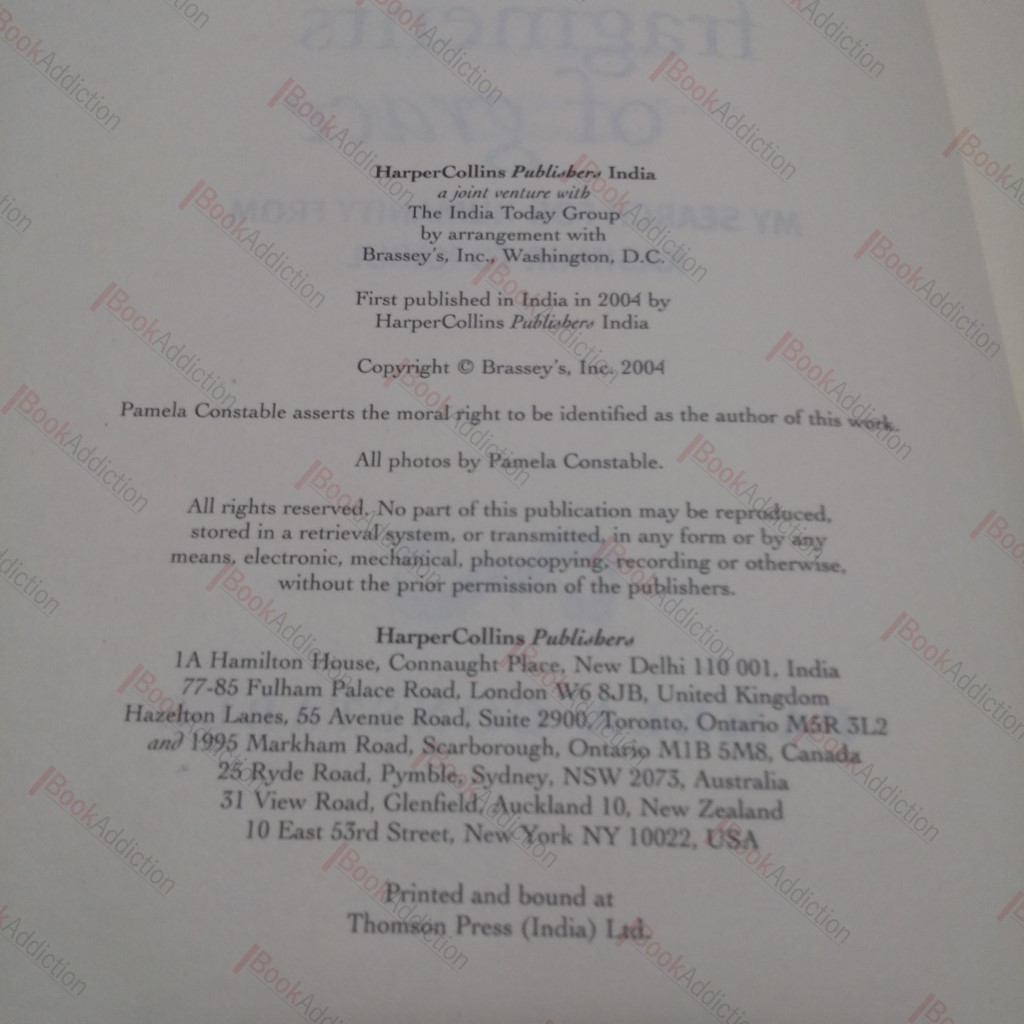 fragments
of grace
MY SEARCH
FROM
HarperCollins Publishers India
a joint venture with
The India Today Group
by arrangement with
Brassey's, Inc., Washington, D.C.
First published in India in 2004 by
HarperCollins Publishers India
Copyright © Brassey's, Inc. 2004
Pamela Constable asserts the moral right to be identified as the author of this work.
All photos by Pamela Constable.
All rights reserved. No part of this publication may be reproduced,
stored in a retrieval system, or transmitted, in any form or by any
means, electronic, mechanical, photocopying, recording or otherwise,
without the prior permission of the publishers.
HarperCollins Publishers
1A Hamilton House, Connaught Place, New Delhi 110 001, India
77-85 Fulham Palace Road, London W6 8JB, United Kingdom
Hazelton Lanes, 55 Avenue Road, Suite 2900, Toronto, Ontario M5R 3L2
and 1995 Markham Road, Scarborough, Ontario M1B 5M8, Canada
25 Ryde Road, Pymble, Sydney, NSW 2073, Australia
31 View Road, Glenfield, Auckland 10, New Zealand
10 East 53rd Street, New York NY 10022, USA
Printed and bound at
Thomson Press (India) Ltd.
BookAddiction